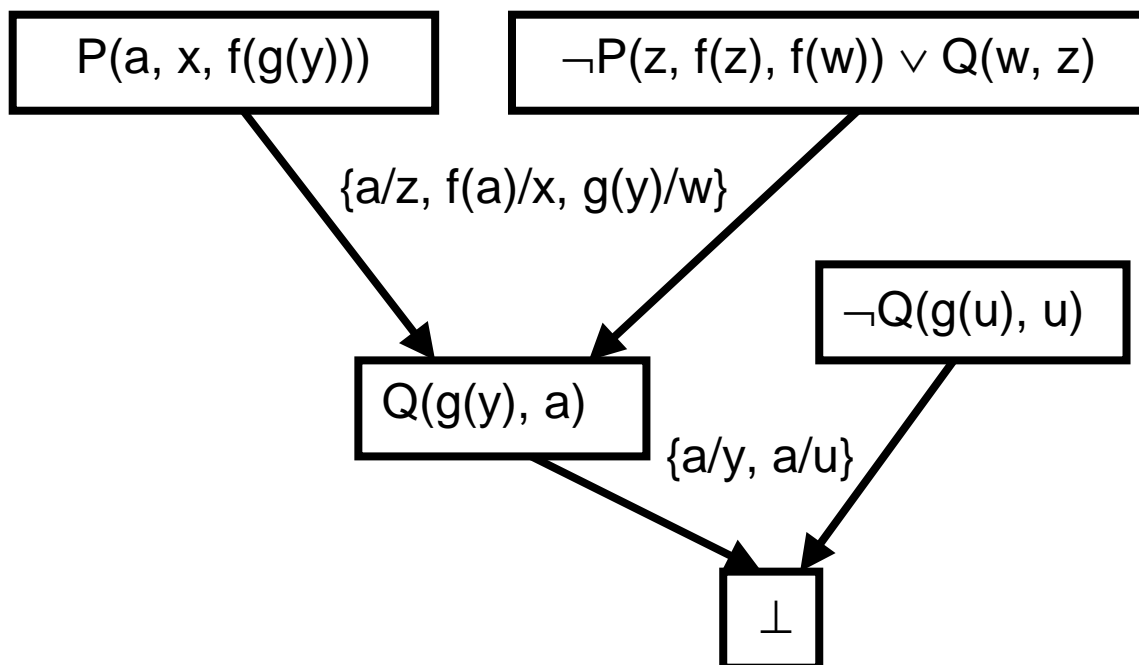 P(a, x, f(g(y)))
¬P(z, f(z), f(w)) ∨ Q(w, z)
{a/z, f(a)/x, g(y)/w}
¬Q(g(u), u)
Q(g(y), a)
{a/y, a/u}
⊥